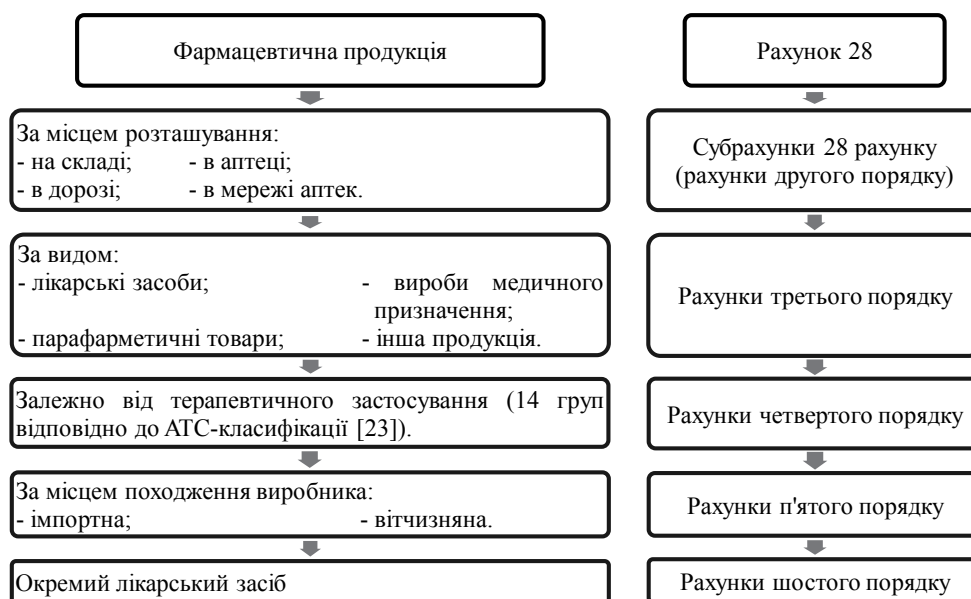 Фармацевтична продукція
Рахунок 28
За місцем розташування:
- на складі; - в аптеці;
- в дорозі; - в мережі аптек.
Субрахунки 28 рахунку
(рахунки другого порядку)
За видом:
- лікарські засоби; - вироби медичного
призначення;
- парафарметичні товари; - інша продукція.
Рахунки третього порядку
Залежно від терапевтичного застосування (14 груп
відповідно до АТС-класифікації [23]).
Рахунки четвертого порядку
За місцем походження виробника:
- імпортна; - вітчизняна.
Рахунки п'ятого порядку
Окремий лікарський засіб
Рахунки шостого порядку